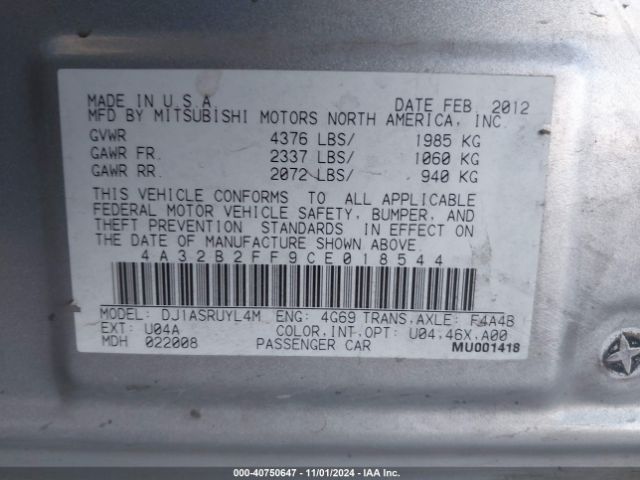 MADE IN U.S.A. DATE FEB. 2012
MFD BY MITSUBISHI MOTORS NORTH AMERICA, INC.
GVWR 4376 LBS/ 1985 KG
GAWR FR. 2337 LBS/ 1060 KG
GAWR RR. 2072 LBS/ 940 KG
THIS VEHICLE CONFORMS TO ALL APPLICABLE
FEDERAL MOTOR VEHICLE SAFETY, BUMPER, AND
THEFT PREVENTION STANDARDS IN EFFECT ON
THE DATE OF MANUFACTURE SHOWN ABOVE.
4A32B2FF9CE018544
MODEL: DJ1ASRUYL4M ENG: 4G69 TRANS,AXLE: F4A4B
EXT: U04A COLOR,INT,OPT: U04,46X,A00
MDH 022008 PASSENGER CAR MU001418
000-40750647 - 11/01/2024 - IAA Inc.